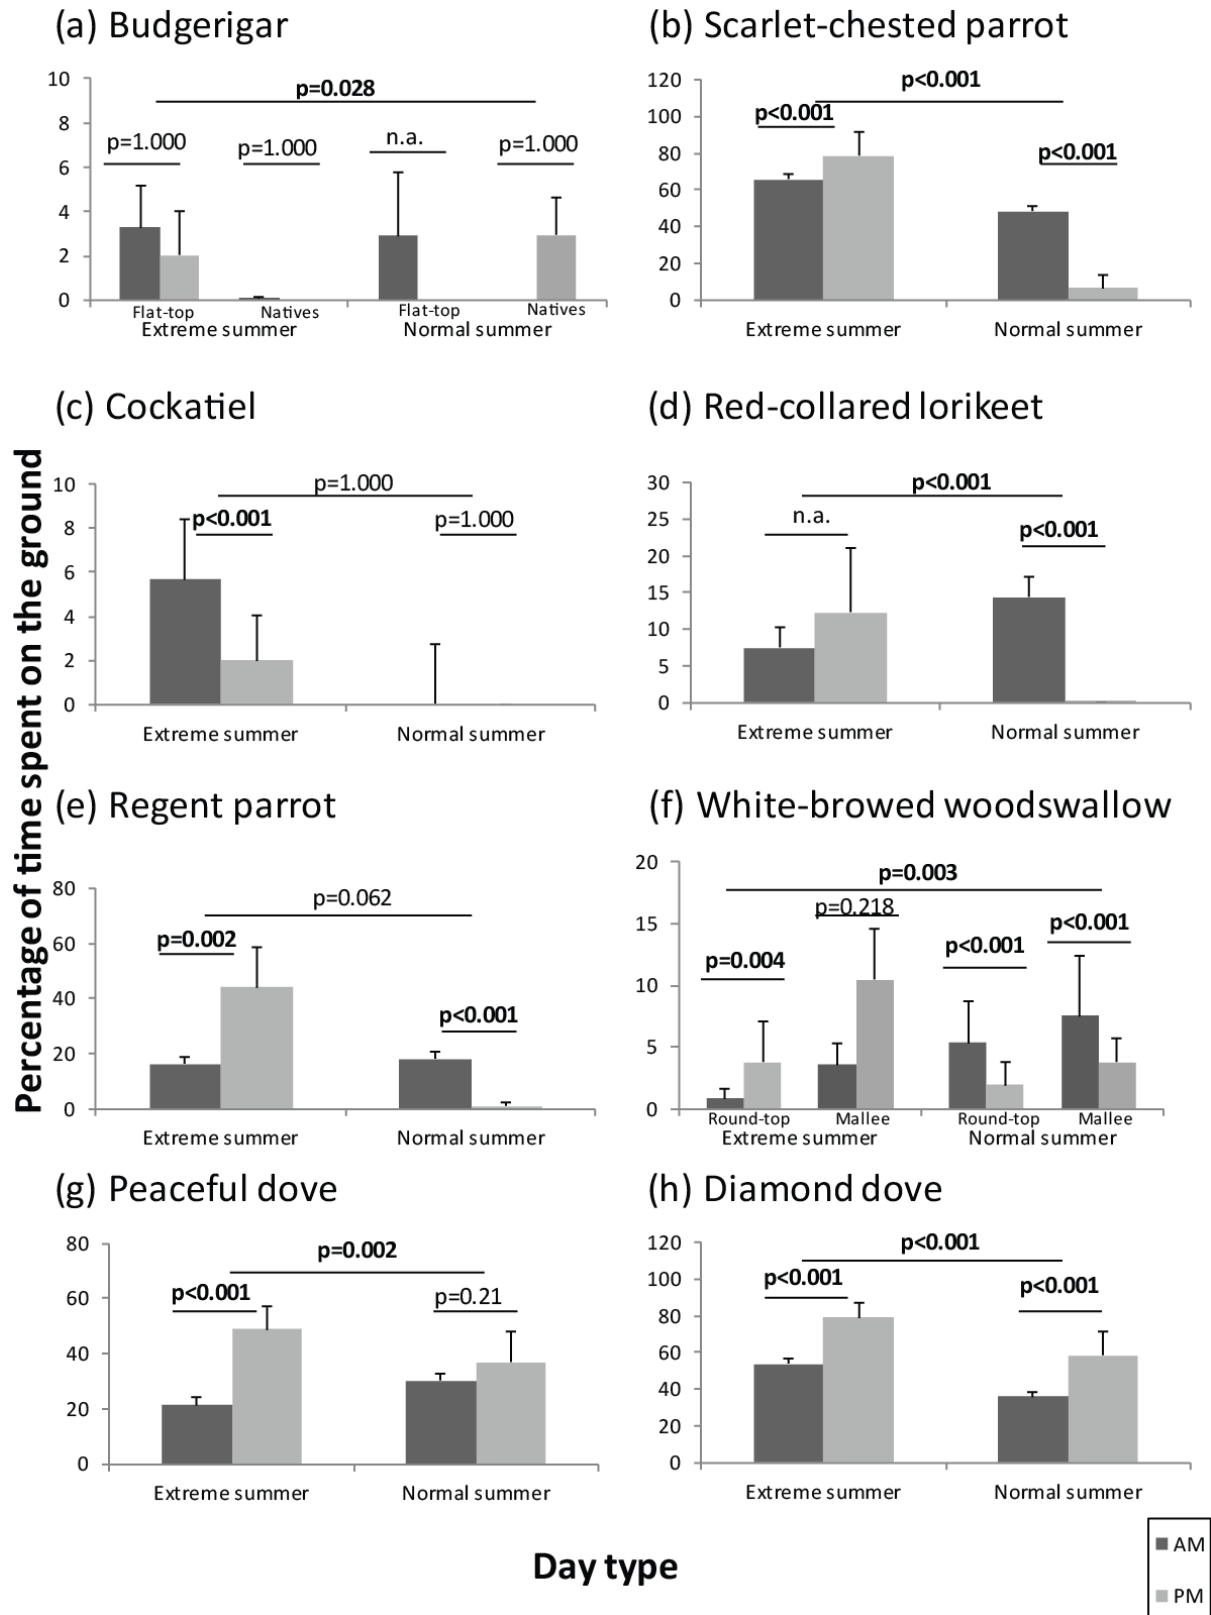 (a) Budgerigar
10
8
6
4
2
0
p=0.028
p=1.000
p=1.000
n.a.
p=1.000
Flat-top Natives Flat-top Natives
Extreme summer Normal summer
(b) Scarlet-chested parrot
120
100
80
60
40
20
0
p<0.001
p<0.001
p<0.001
Extreme summer Normal summer
(c) Cockatiel
10
8
6
4
2
0
p=1.000
p<0.001
p=1.000
Extreme summer Normal summer
(d) Red-collared lorikeet
30
25
20
15
10
5
0
p<0.001
n.a.
p<0.001
Extreme summer Normal summer
Percentage of time spent on the ground
(e) Regent parrot
80
60
40
20
0
p=0.062
p=0.002
p<0.001
Extreme summer Normal summer
(f) White-browed woodswallow
20
15
10
5
0
p=0.003
p=0.218
p<0.001
p<0.001
p=0.004
Round-top Mallee Round-top Mallee
Extreme summer Normal summer
(g) Peaceful dove
80
60
40
20
0
p=0.002
p<0.001
p=0.21
Extreme summer Normal summer
(h) Diamond dove
120
100
80
60
40
20
0
p<0.001
p<0.001
p<0.001
Extreme summer Normal summer
Day type
AM
PM